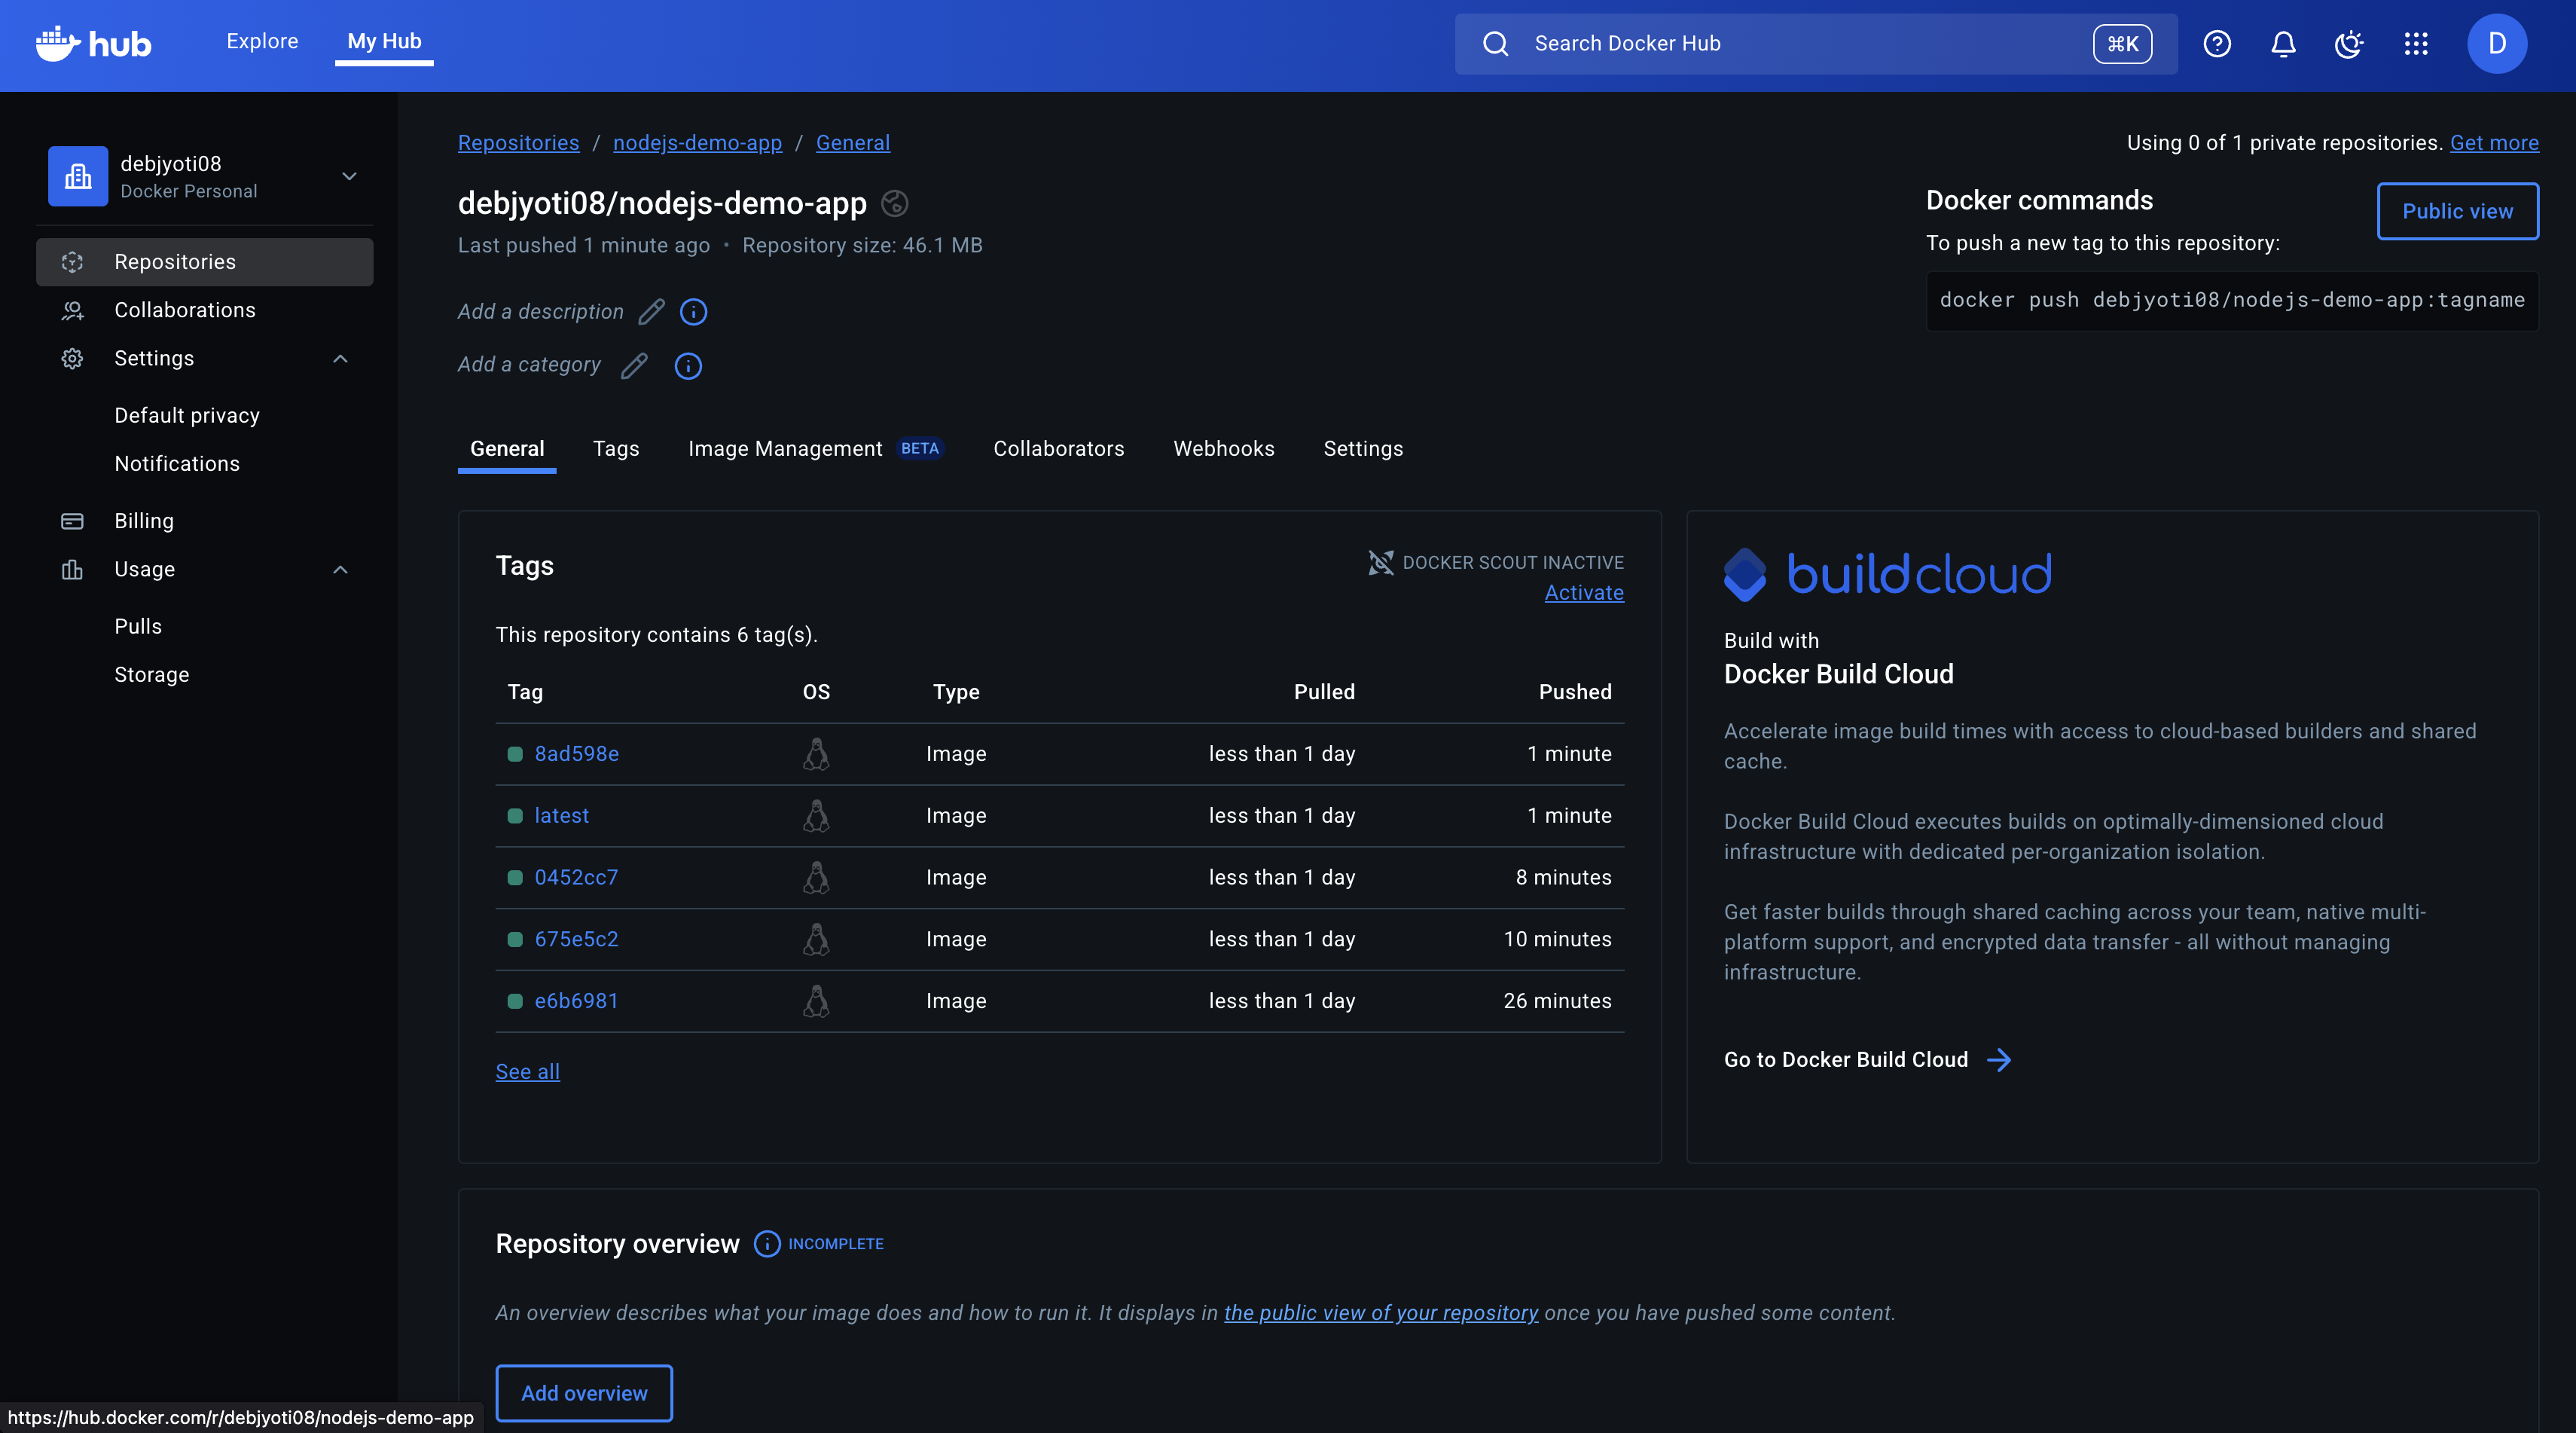 hub
Explore
My Hub
Search Docker Hub
⌘K
D
debjyoti08
Docker Personal
Repositories
Collaborations
Settings
Default privacy
Notifications
Billing
Usage
Pulls
Storage
Repositories / nodejs-demo-app / General
Using 0 of 1 private repositories. Get more
debjyoti08/nodejs-demo-app
Last pushed 1 minute ago • Repository size: 46.1 MB
Add a description
Add a category
Docker commands
Public view
To push a new tag to this repository:
docker push debjyoti08/nodejs-demo-app:tagname
General Tags Image Management BETA Collaborators Webhooks Settings
Tags
DOCKER SCOUT INACTIVE
Activate
This repository contains 6 tag(s).
Tag OS Type Pulled Pushed
8ad598e Image less than 1 day 1 minute
latest Image less than 1 day 1 minute
0452cc7 Image less than 1 day 8 minutes
675e5c2 Image less than 1 day 10 minutes
e6b6981 Image less than 1 day 26 minutes
See all
buildcloud
Build with
Docker Build Cloud
Accelerate image build times with access to cloud-based builders and shared
cache.
Docker Build Cloud executes builds on optimally-dimensioned cloud
infrastructure with dedicated per-organization isolation.
Get faster builds through shared caching across your team, native multi-
platform support, and encrypted data transfer - all without managing
infrastructure.
Go to Docker Build Cloud
Repository overview INCOMPLETE
An overview describes what your image does and how to run it. It displays in the public view of your repository once you have pushed some content.
Add overview
https://hub.docker.com/r/debjyoti08/nodejs-demo-app